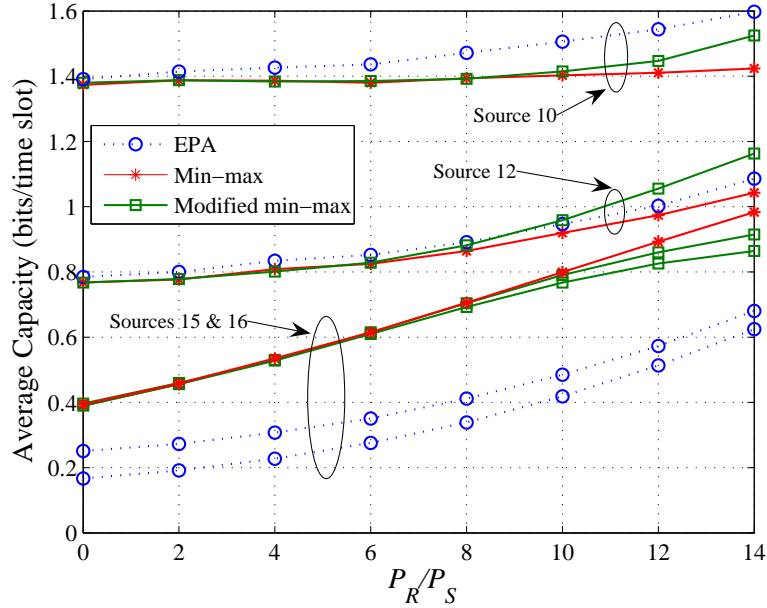 1.6
1.4
1.2
1
0.8
0.6
0.4
0.2
0
Average Capacity (bits/time slot)
EPA
Min−max
Modified min−max
Source 10
Source 12
Sources 15 & 16
0 2 4 6 8 10 12 14
P_R/P_S